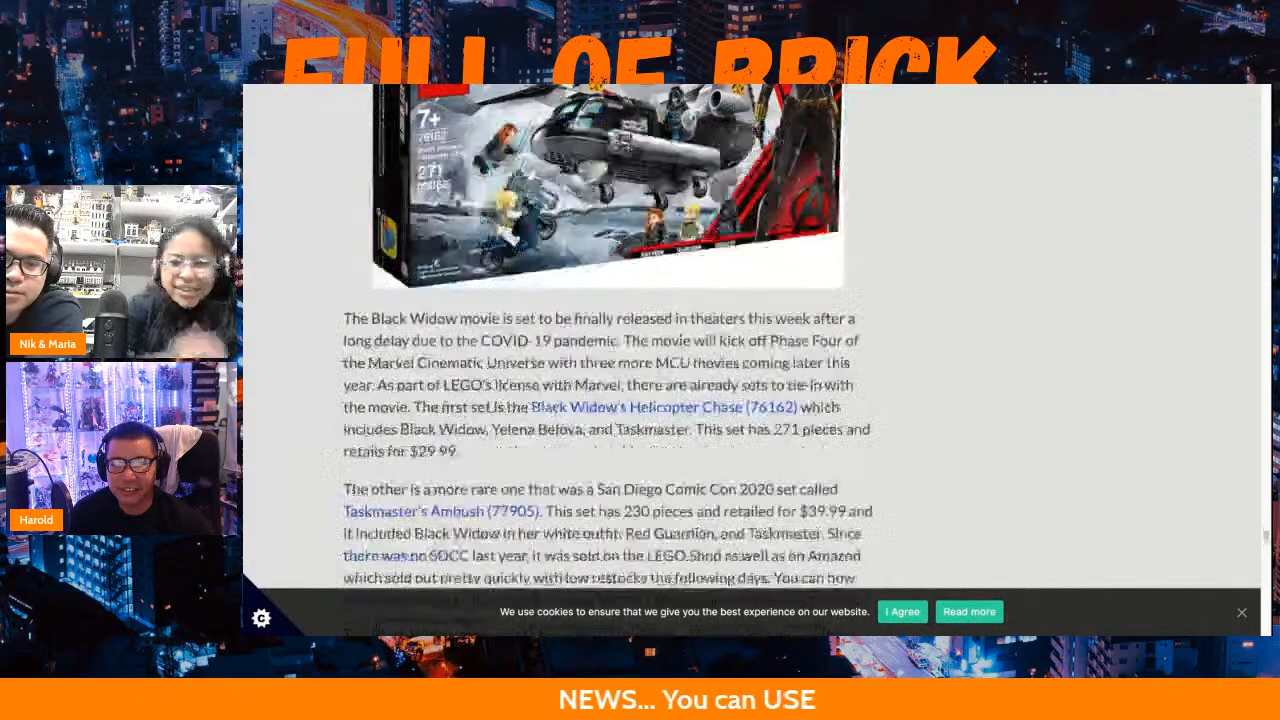 FULL OF BRICK
7+
76162
271
The Black Widow movie is set to be finally released in theaters this week after a
long delay due to the COVID-19 pandemic. The movie will kick off Phase Four of
the Marvel Cinematic Universe with three more MCU movies coming later this
year. As part of LEGO's license with Marvel, there are already sets to tie-in with
the movie. The first set is the Black Widow's Helicopter Chase (76162) which
includes Black Widow, Yelena Belova, and Taskmaster. This set has 271 pieces and
retails for $29.99.
The other is a more rare one that was a San Diego Comic Con 2020 set called
Taskmaster's Ambush (77905). This set has 230 pieces and retailed for $39.99 and
it included Black Widow in her white outfit, Red Guardian, and Taskmaster. Since
there was no SDCC last year, it was sold on the LEGO Shop as well as on Amazon
which sold out pretty quickly with low restocks the following days. You can now
We use cookies to ensure that we give you the best experience on our website.
I Agree
Read more
Nik & Maria
Harold
NEWS... You can USE